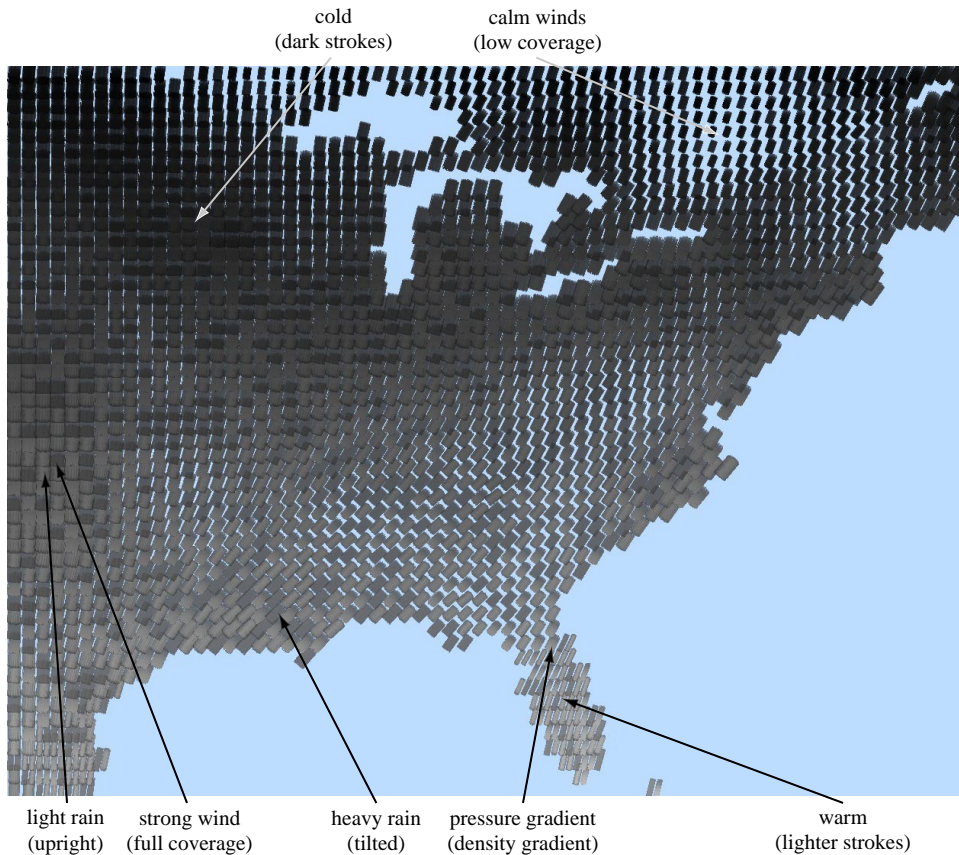 cold
(dark strokes)
calm winds
(low coverage)
light rain
(upright)
strong wind
(full coverage)
heavy rain
(tilted)
pressure gradient
(density gradient)
warm
(lighter strokes)